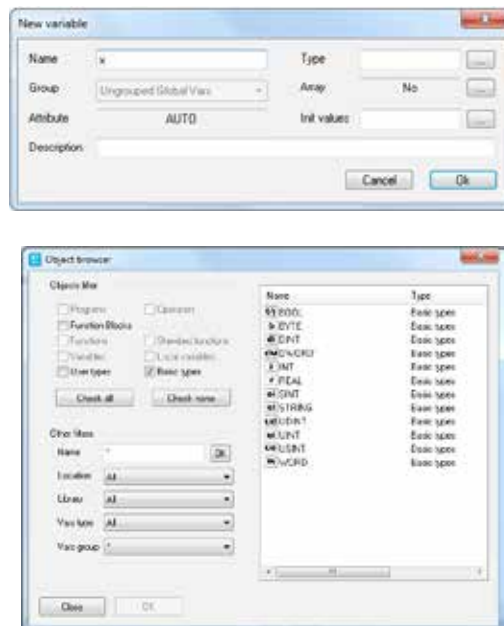 New variable
Name x Type ...
Group Ungrouped Global Vars Array No ...
Attribute AUTO Init values ...
Description
Cancel Ok
Object browser
Objects filter
Programs Operators
Function Blocks
Functions Standard functions
Variables Local variables
User types Basic types
Check all Check none
Other filters
Name * OK
Location All
Library All
Vars type All
Vars group *
Close OK
Name Type
BOOL Basic types
BYTE Basic types
DINT Basic types
DWORD Basic types
INT Basic types
REAL Basic types
SINT Basic types
STRING Basic types
UDINT Basic types
UINT Basic types
USINT Basic types
WORD Basic types